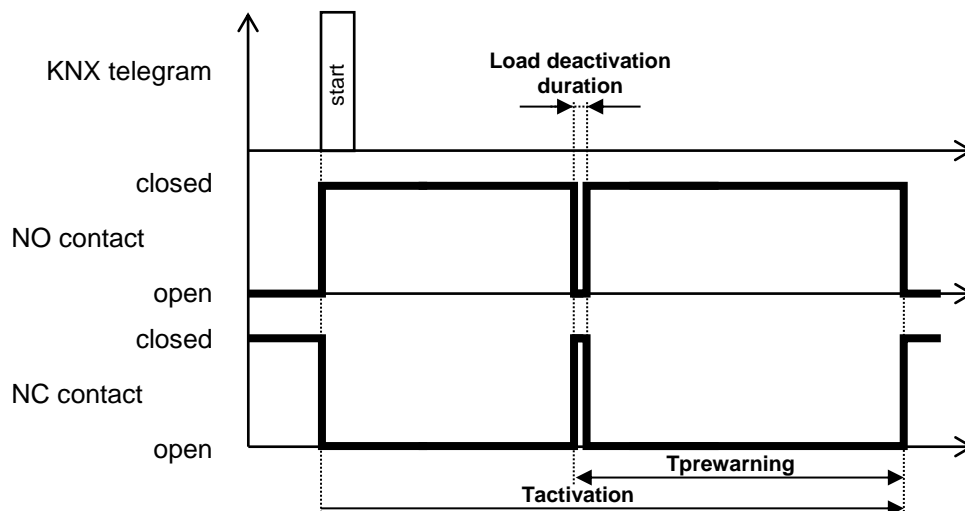 KNX telegram
start
Load deactivation
duration
closed
NO contact
open
closed
NC contact
open
Tprewarning
Tactivation